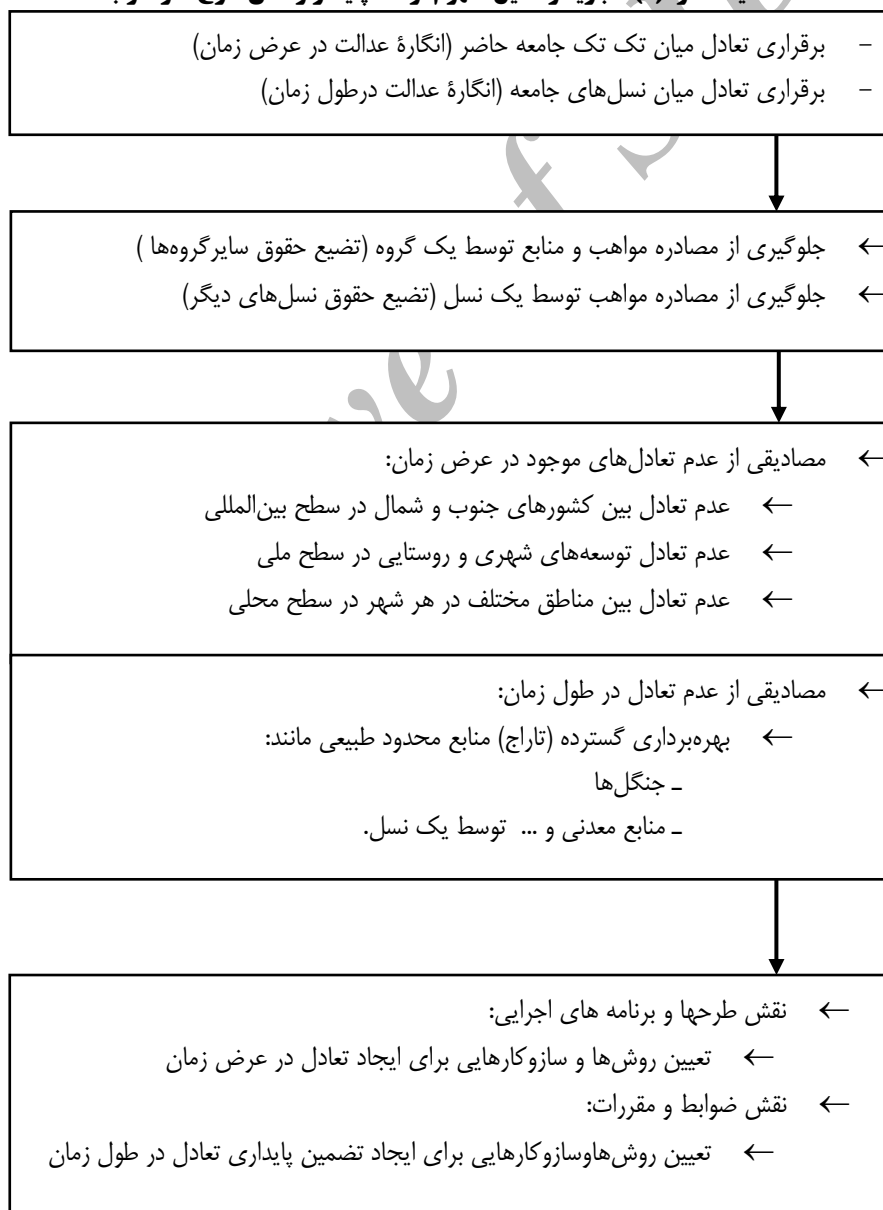 – برقراری تعادل میان تک تک جامعه حاضر (انگارۀ عدالت در عرض زمان)
– برقراری تعادل میان نسل‌های جامعه (انگارۀ عدالت درطول زمان)
← جلوگیری از مصادره مواهب و منابع توسط یک گروه (تضیع حقوق سایرگروه‌ها )
← جلوگیری از مصادره مواهب توسط یک نسل (تضیع حقوق نسل‌های دیگر)
← مصادیقی از عدم تعادل‌های موجود در عرض زمان:
← عدم تعادل بین کشورهای جنوب و شمال در سطح بین‌المللی
← عدم تعادل توسعه‌های شهری و روستایی در سطح ملی
← عدم تعادل بین مناطق مختلف در هر شهر در سطح محلی
← مصادیقی از عدم تعادل در طول زمان:
← بهره‌برداری گسترده (تاراج) منابع محدود طبیعی مانند:
ـ جنگل‌ها
ـ منابع معدنی و ... توسط یک نسل.
← نقش طرحها و برنامه های اجرایی:
← تعیین روش‌ها و سازوکارهایی برای ایجاد تعادل در عرض زمان
← نقش ضوابط و مقررات:
← تعیین روش‌هاوسازوکارهایی برای ایجاد تضمین پایداری تعادل در طول زمان